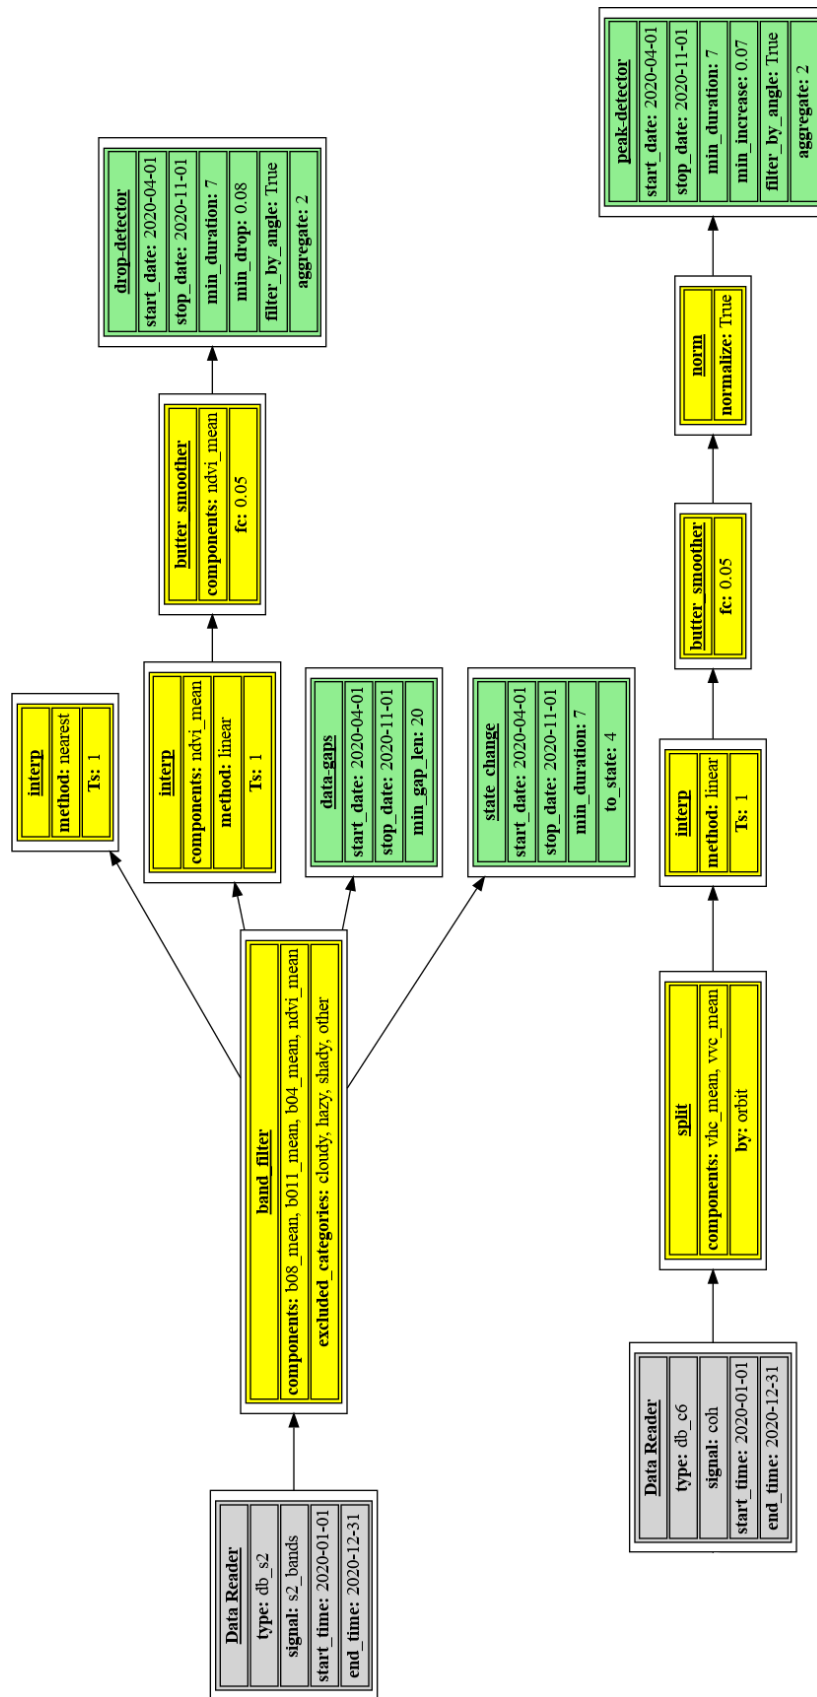 Data Reader
type: db_s2
signal: s2_bands
start_time: 2020-01-01
end_time: 2020-12-31
band_filter
components: b08_mean, b011_mean, b04_mean, ndvi_mean
excluded_categories: cloudy, hazy, shady, other
interp
method: nearest
Ts: 1
interp
components: ndvi_mean
method: linear
Ts: 1
data-gaps
start_date: 2020-04-01
stop_date: 2020-11-01
min_gap_len: 20
state_change
start_date: 2020-04-01
stop_date: 2020-11-01
min_duration: 7
to_state: 4
butter_smoother
components: ndvi_mean
fc: 0.05
drop-detector
start_date: 2020-04-01
stop_date: 2020-11-01
min_duration: 7
min_drop: 0.08
filter_by_angle: True
aggregate: 2
Data Reader
type: db_c6
signal: coh
start_time: 2020-01-01
end_time: 2020-12-31
split
components: vhc_mean, vvc_mean
by: orbit
interp
method: linear
Ts: 1
butter_smoother
fc: 0.05
norm
normalize: True
peak-detector
start_date: 2020-04-01
stop_date: 2020-11-01
min_duration: 7
min_increase: 0.07
filter_by_angle: True
aggregate: 2